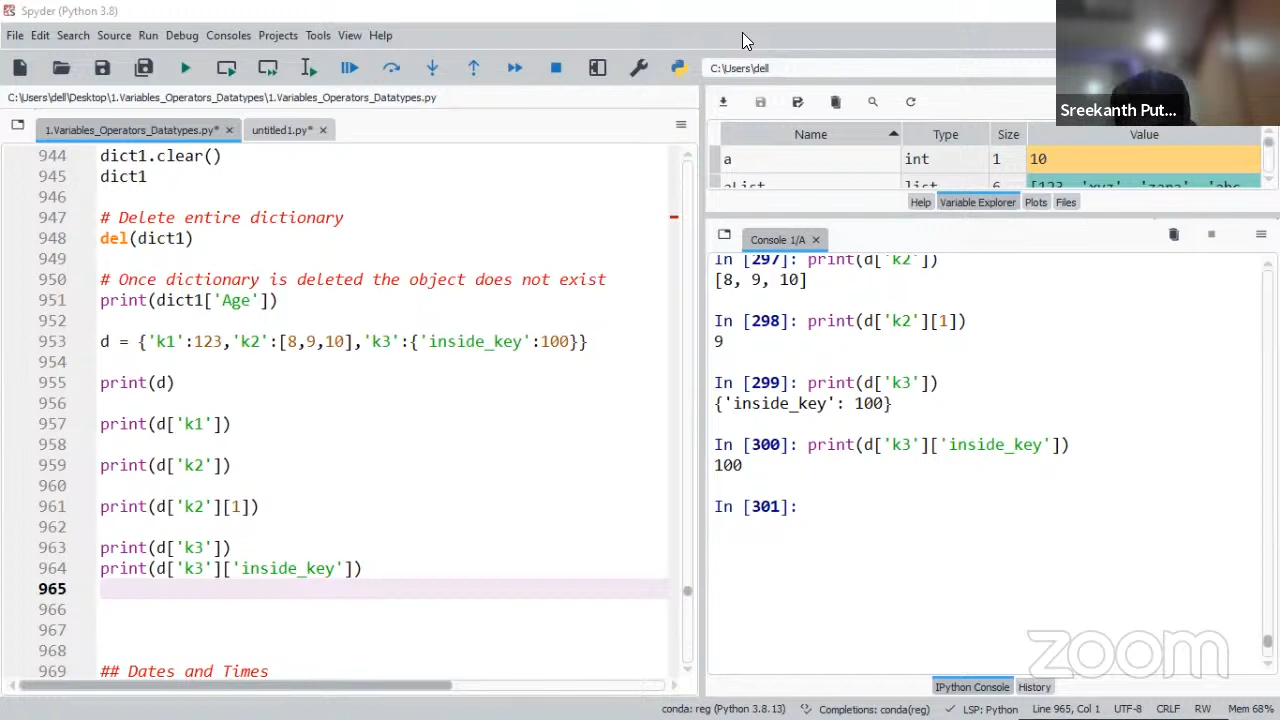 Spyder (Python 3.8)
File Edit Search Source Run Debug Consoles Projects Tools View Help
C:\Users\dell
C:\Users\dell\Desktop\1.Variables_Operators_Datatypes\1.Variables_Operators_Datatypes.py
Sreekanth Put...
1.Variables_Operators_Datatypes.py* untitled1.py*
944 dict1.clear()
945 dict1
946
947 # Delete entire dictionary
948 del(dict1)
949
950 # Once dictionary is deleted the object does not exist
951 print(dict1['Age'])
952
953 d = {'k1':123,'k2':[8,9,10],'k3':{'inside_key':100}}
954
955 print(d)
956
957 print(d['k1'])
958
959 print(d['k2'])
960
961 print(d['k2'][1])
962
963 print(d['k3'])
964 print(d['k3']['inside_key'])
965
966
967
968
969 ## Dates and Times
Name Type Size Value
a int 1 10
aList list 6 [123, 'xyz', 'zara', 'abc
Help Variable Explorer Plots Files
Console 1/A
In [297]: print(d['k2'])
[8, 9, 10]
In [298]: print(d['k2'][1])
9
In [299]: print(d['k3'])
{'inside_key': 100}
In [300]: print(d['k3']['inside_key'])
100
In [301]:
zoom
IPython Console History
conda: reg (Python 3.8.13) Completions: conda(reg) LSP: Python Line 965, Col 1 UTF-8 CRLF RW Mem 68%